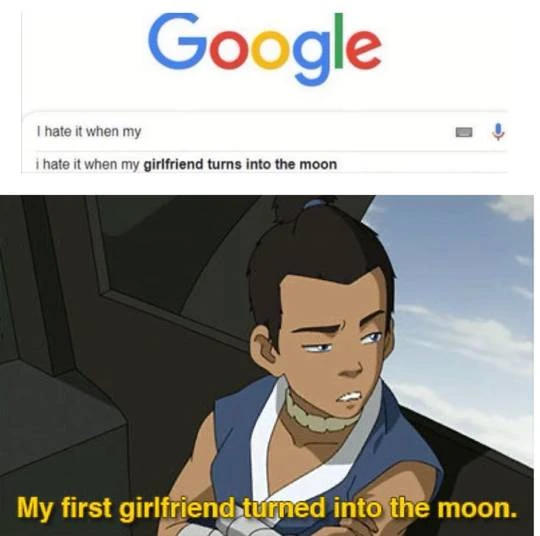 Google
I hate it when my
i hate it when my girlfriend turns into the moon
My first girlfriend turned into the moon.